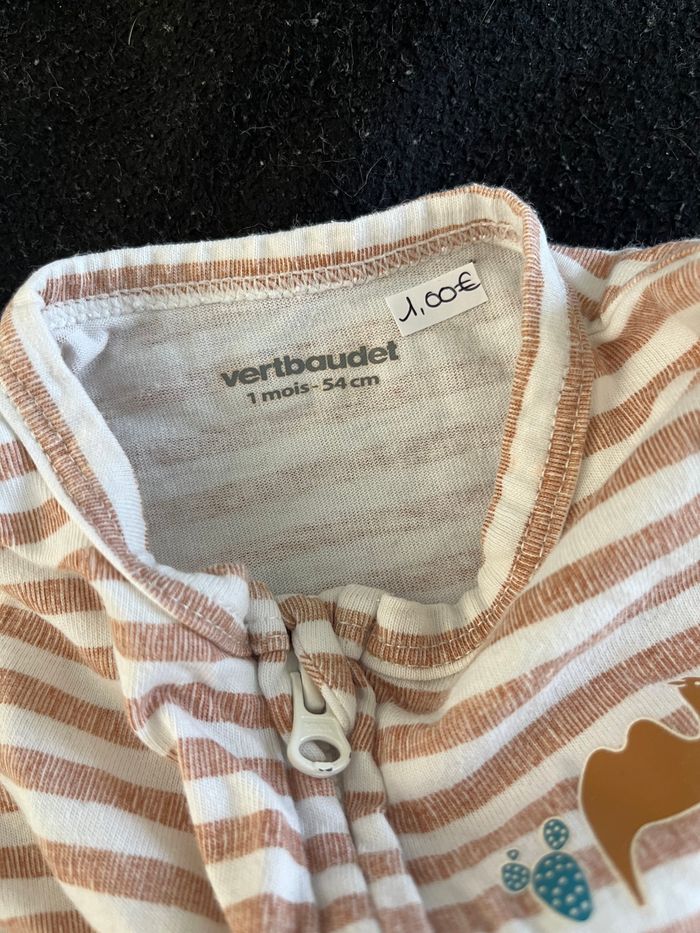 1,00€
vertbaudet
1 mois - 54 cm